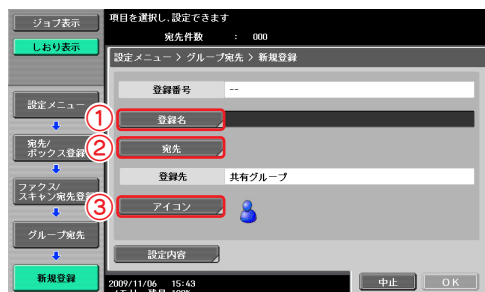 ジョブ表示
項目を選択し、設定できます
宛先件数 : 000
しおり表示
設定メニュー > グループ宛先 > 新規登録
登録番号 --
設定メニュー
① 登録名
宛先/
ボックス登録
② 宛先
登録先 共有グループ
ファクス/
スキャン宛先登録
③ アイコン
グループ宛先
設定内容
新規登録
2009/11/06 15:43
中止 OK